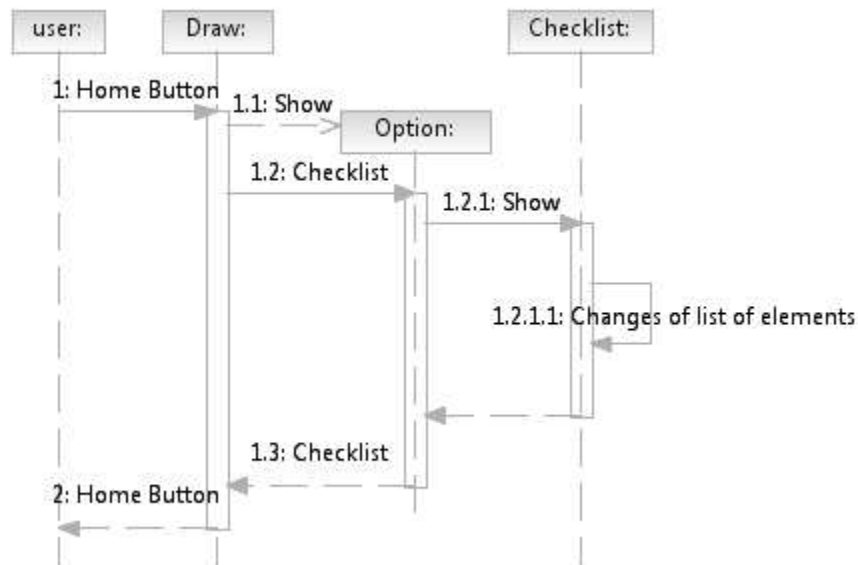 user:
Draw:
Checklist:
1: Home Button
1.1: Show
Option:
1.2: Checklist
1.2.1: Show
1.2.1.1: Changes of list of elements
1.3: Checklist
2: Home Button